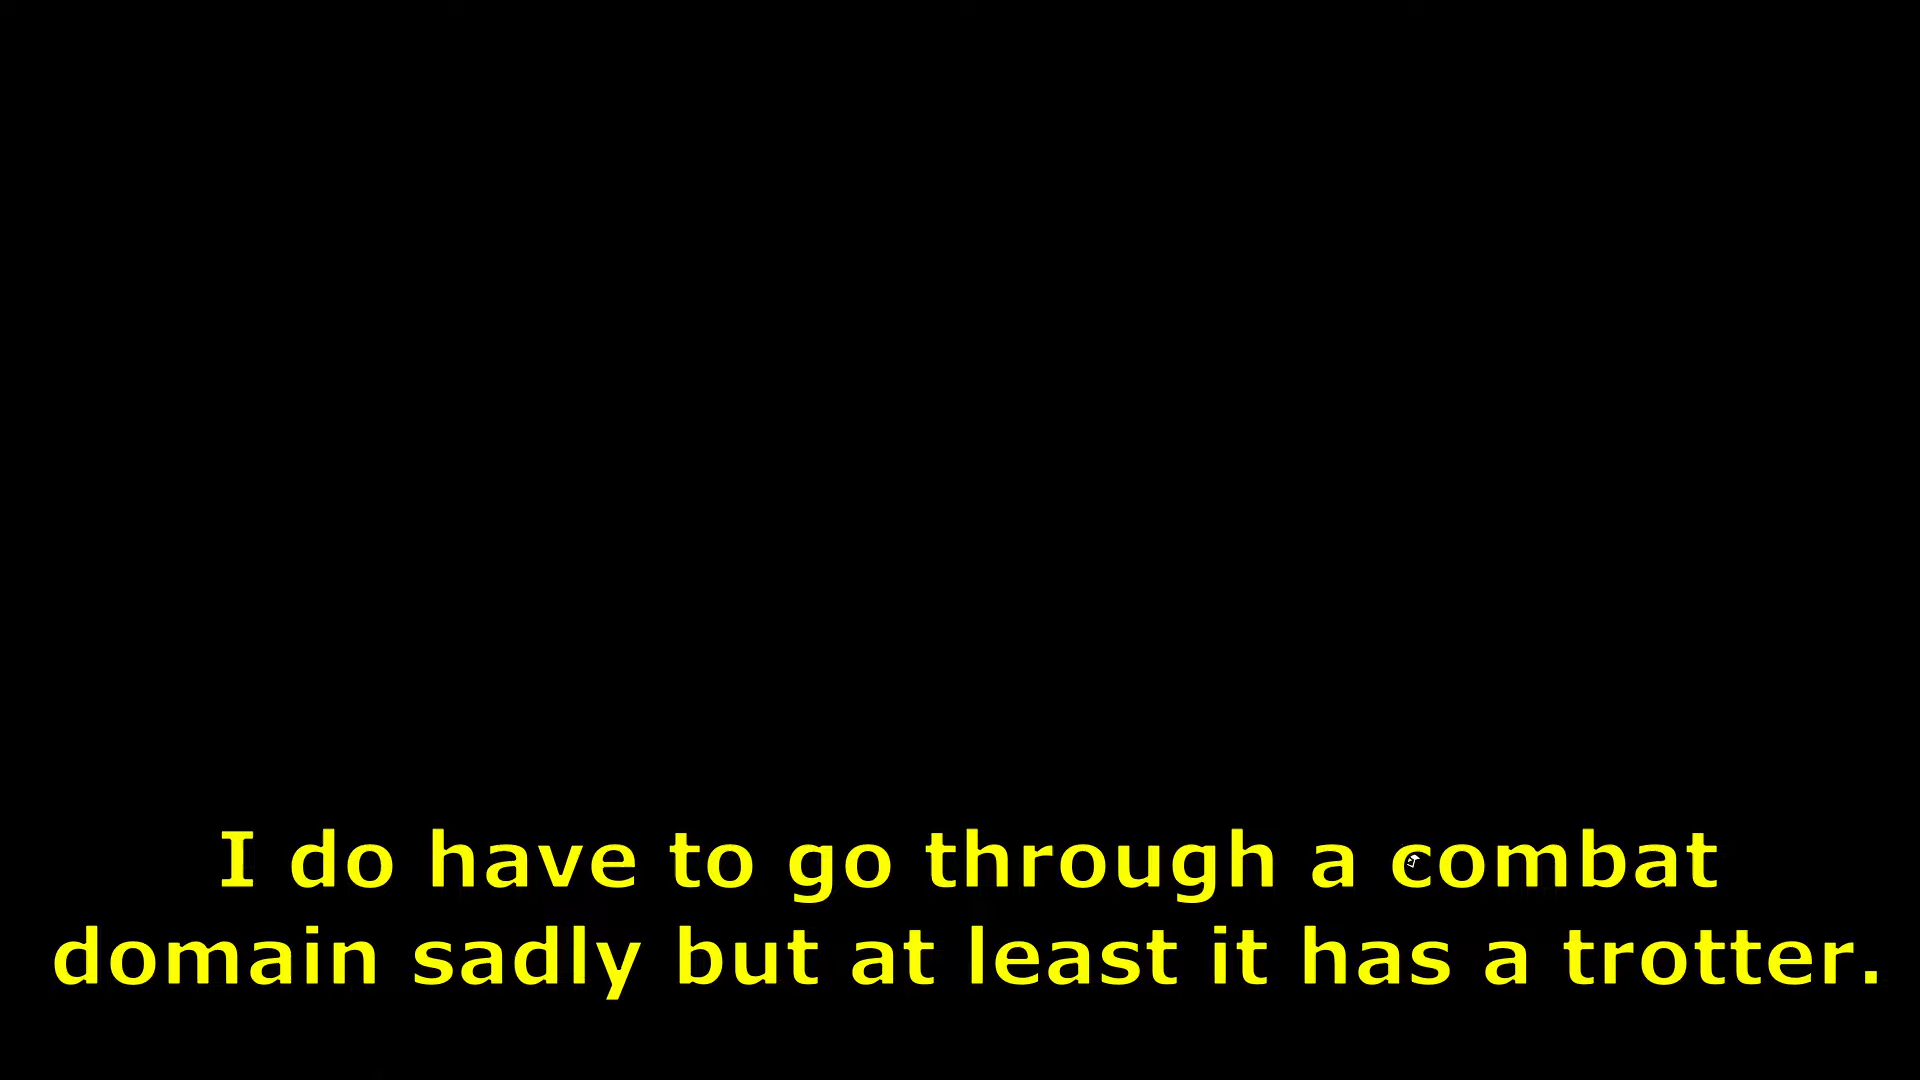 I do have to go through a combat
domain sadly but at least it has a trotter.